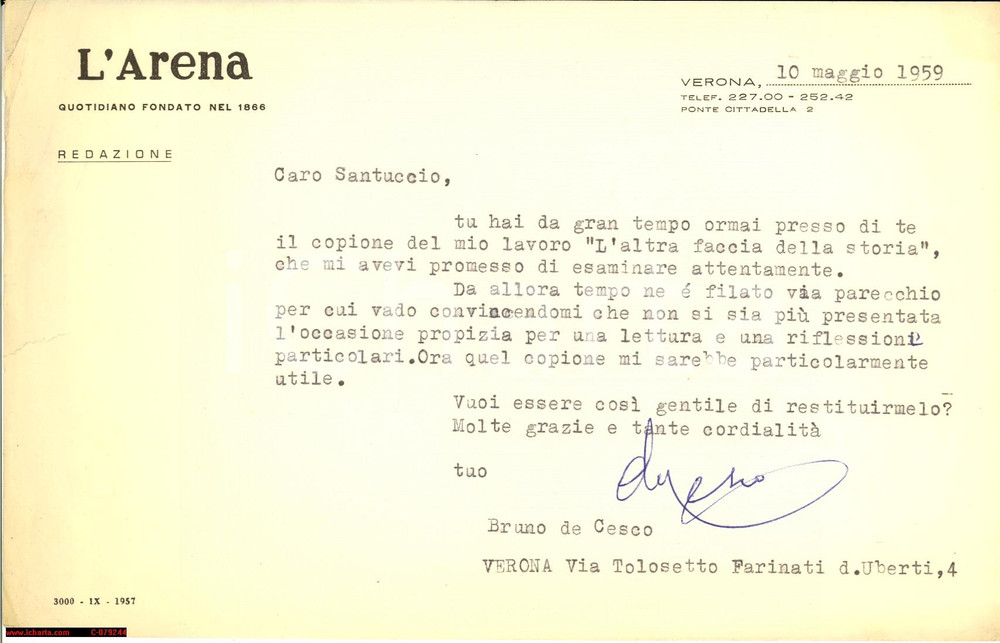 L'Arena
QUOTIDIANO FONDATO NEL 1866
REDAZIONE
VERONA, 10 maggio 1959
TELEF. 227.00 - 252.42
PONTE CITTADELLA 2
Caro Santuccio,
tu hai da gran tempo ormai presso di te
il copione del mio lavoro "L'altra faccia della storia",
che mi avevi promesso di esaminare attentamente.
Da allora tempo ne é filato via parecchio
per cui vado convincendomi che non si sia più presentata
l'occasione propizia per una lettura e una riflessione
particolari.Ora quel copione mi sarebbe particolarmente
utile.
Vuoi essere così gentile di restituirmelo?
Molte grazie e tante cordialità
tuo
Bruno de Cesco
VERONA Via Tolosetto Farinati d.Uberti,4
3000 - IX - 1957
www.icharta.com C-079244